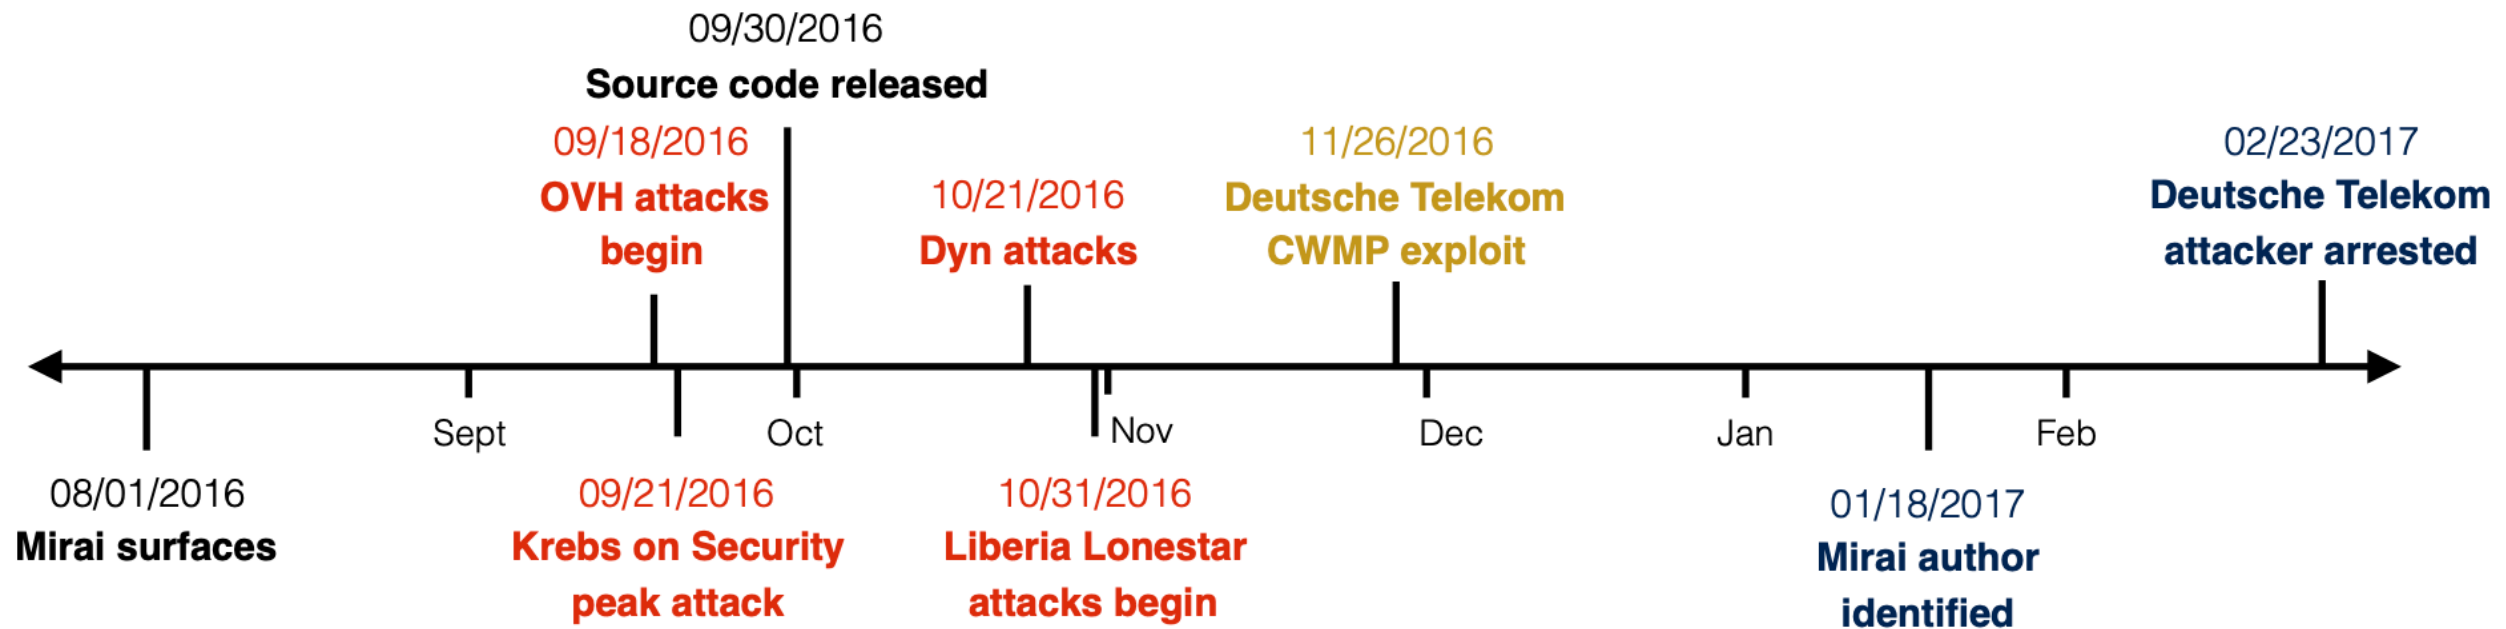 09/30/2016
Source code released
09/18/2016
OVH attacks
begin
10/21/2016
Dyn attacks
11/26/2016
Deutsche Telekom
CWMP exploit
02/23/2017
Deutsche Telekom
attacker arrested
Sept
Oct
Nov
Dec
Jan
Feb
08/01/2016
Mirai surfaces
09/21/2016
Krebs on Security
peak attack
10/31/2016
Liberia Lonestar
attacks begin
01/18/2017
Mirai author
identified